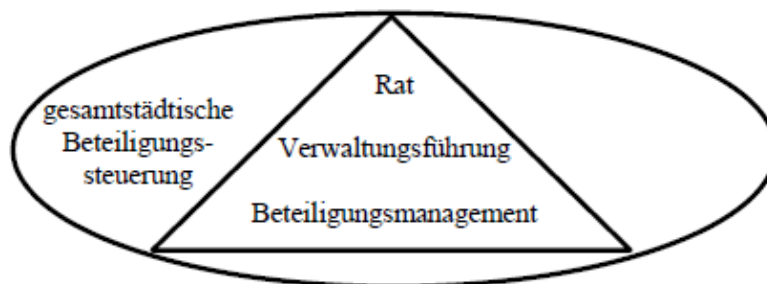 Rat
gesamtstädtische
Beteiligungs-
steuerung
Verwaltungsführung
Beteiligungsmanagement